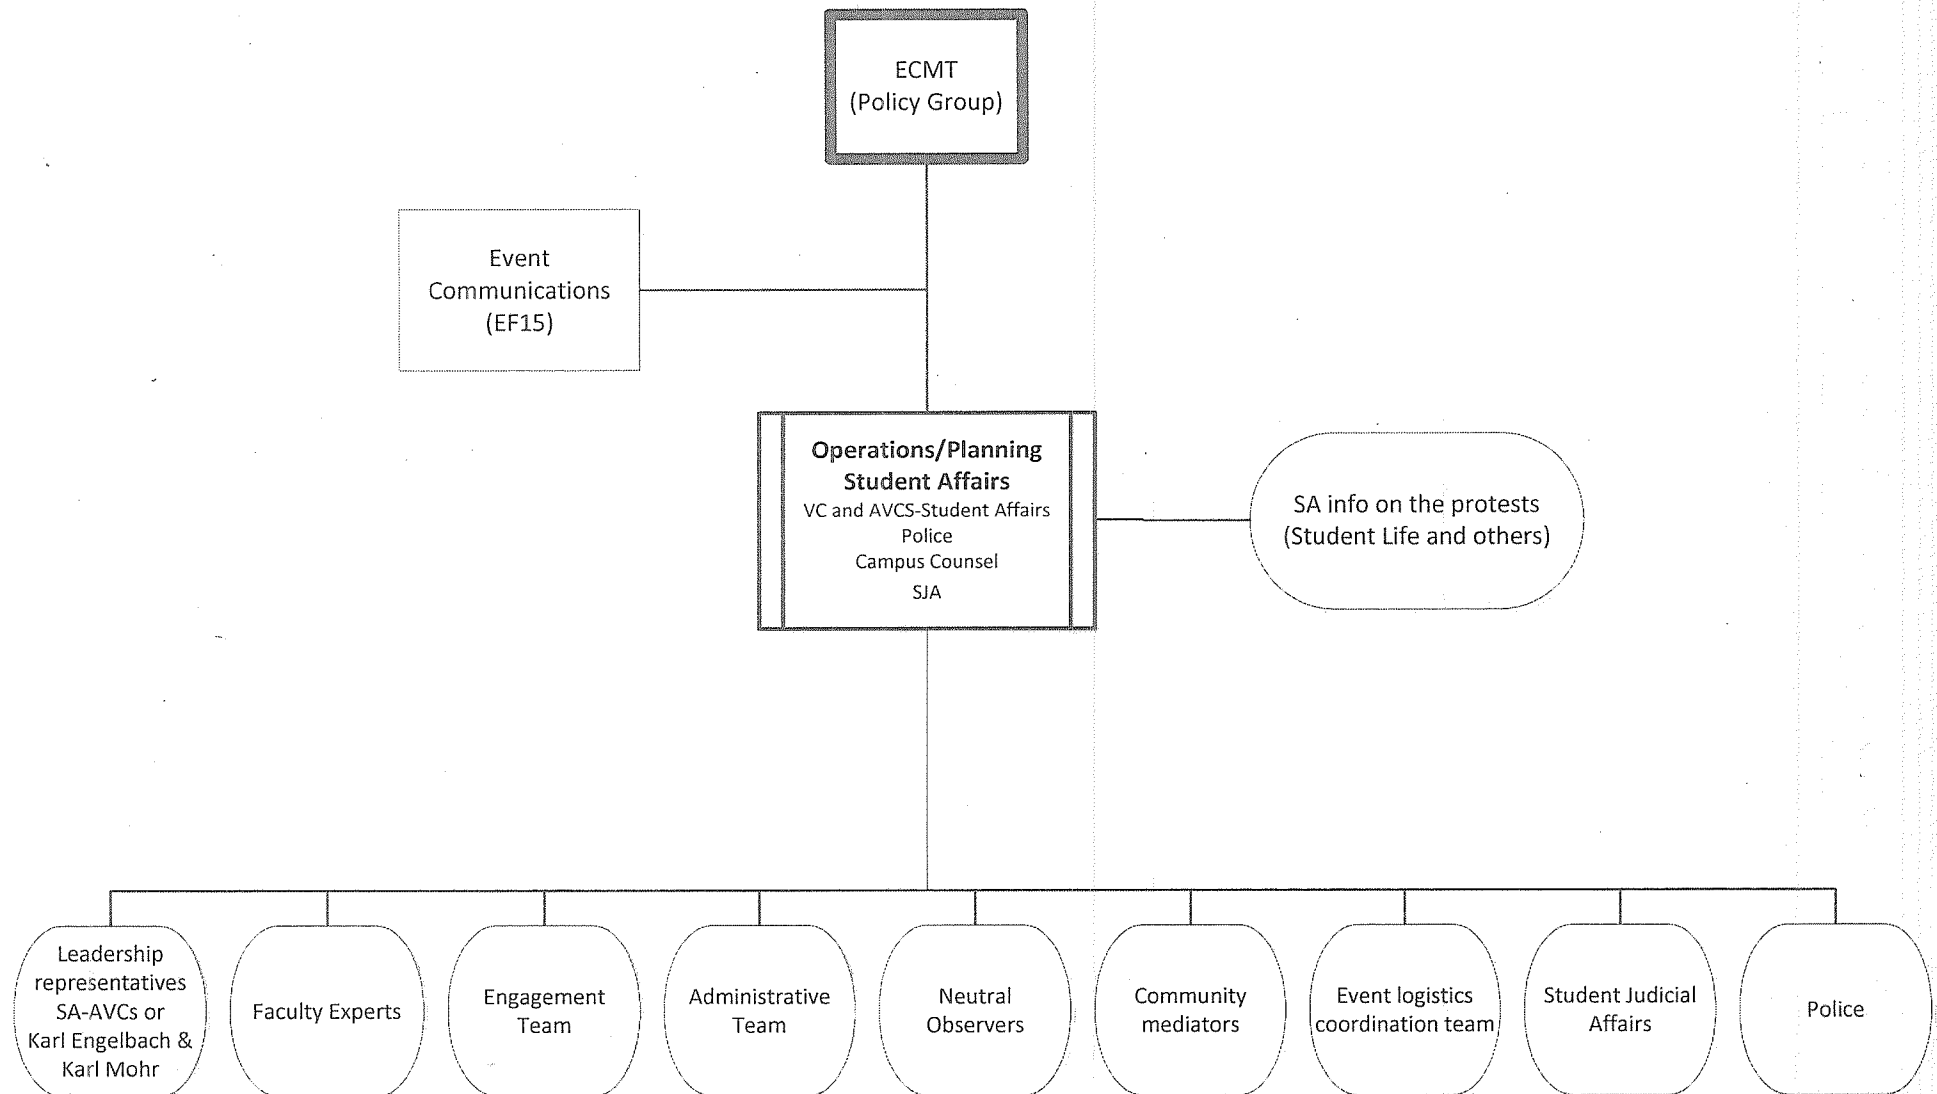 ECMT
(Policy Group)
Event
Communications
(EF15)
Operations/Planning
Student Affairs
VC and AVCS-Student Affairs
Police
Campus Counsel
SJA
SA info on the protests
(Student Life and others)
Leadership
representatives
SA-AVCs or
Karl Engelbach &
Karl Mohr
Faculty Experts
Engagement
Team
Administrative
Team
Neutral
Observers
Community
mediators
Event logistics
coordination team
Student Judicial
Affairs
Police